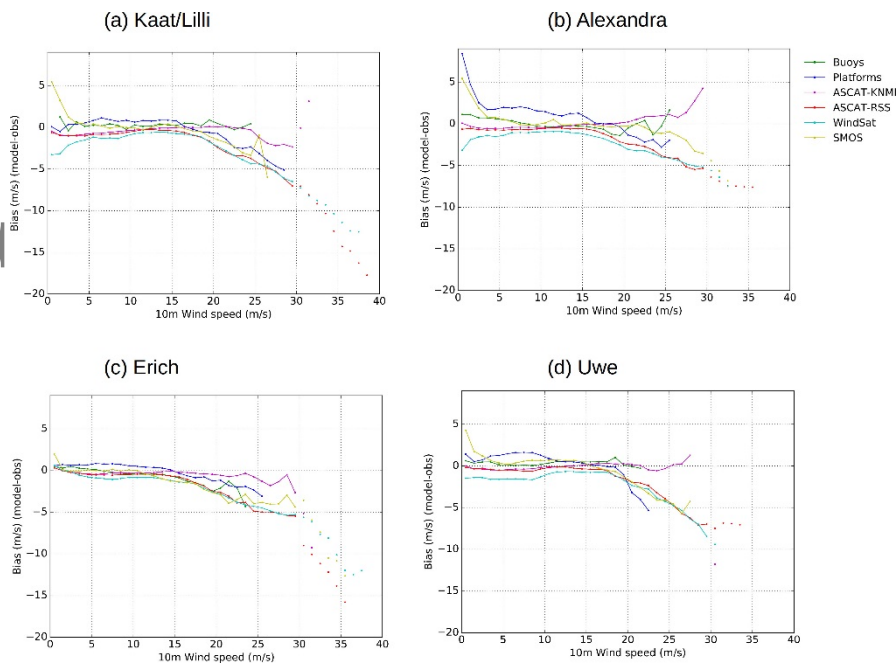 (a) Kaat/Lilli
(b) Alexandra
5
0
−5
−10
−15
−20
Bias (m/s) (model-obs)
0 5 10 15 20 25 30 35 40
10m Wind speed (m/s)
5
0
−5
−10
−15
−20
Bias (m/s) (model-obs)
0 5 10 15 20 25 30 35 40
10m Wind speed (m/s)
Buoys
Platforms
ASCAT-KNMI
ASCAT-RSS
WindSat
SMOS
(c) Erich
(d) Uwe
5
0
−5
−10
−15
−20
Bias (m/s) (model-obs)
0 5 10 15 20 25 30 35 40
10m Wind speed (m/s)
5
0
−5
−10
−15
−20
Bias (m/s) (model-obs)
0 5 10 15 20 25 30 35 40
10m Wind speed (m/s)